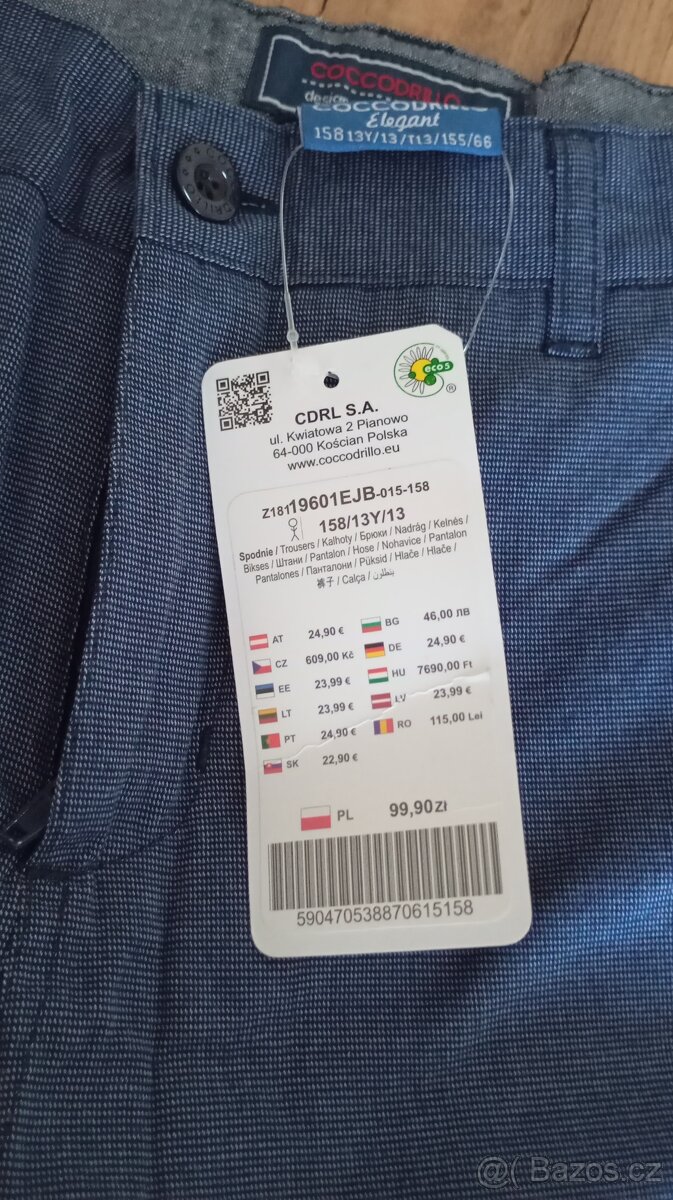 COCCODRILLO
design
COCCODRILLO
Elegant
158 13Y/13/T13/155/66
eco5
®
CDRL S.A.
ul. Kwiatowa 2 Pianowo
64-000 Kościan Polska
www.coccodrillo.eu
Z18119601EJB-015-158
158/13Y/13
Spodnie / Trousers / Kalhoty / Брюки / Nadrág / Kelnės /
Bikses / Штани / Pantalon / Hose / Nohavice / Pantalon
Pantalones / Панталони / Püksid / Hlače / Hlače /
裤子 / Calça / بنطلون
AT 24,90 € BG 46,00 ЛВ
CZ 609,00 Kč DE 24,90 €
EE 23,99 € HU 7690,00 Ft
LT 23,99 € LV 23,99 €
PT 24,90 € RO 115,00 Lei
SK 22,90 €
PL 99,90 Zł
590470538870615158
@( Bazos.cz